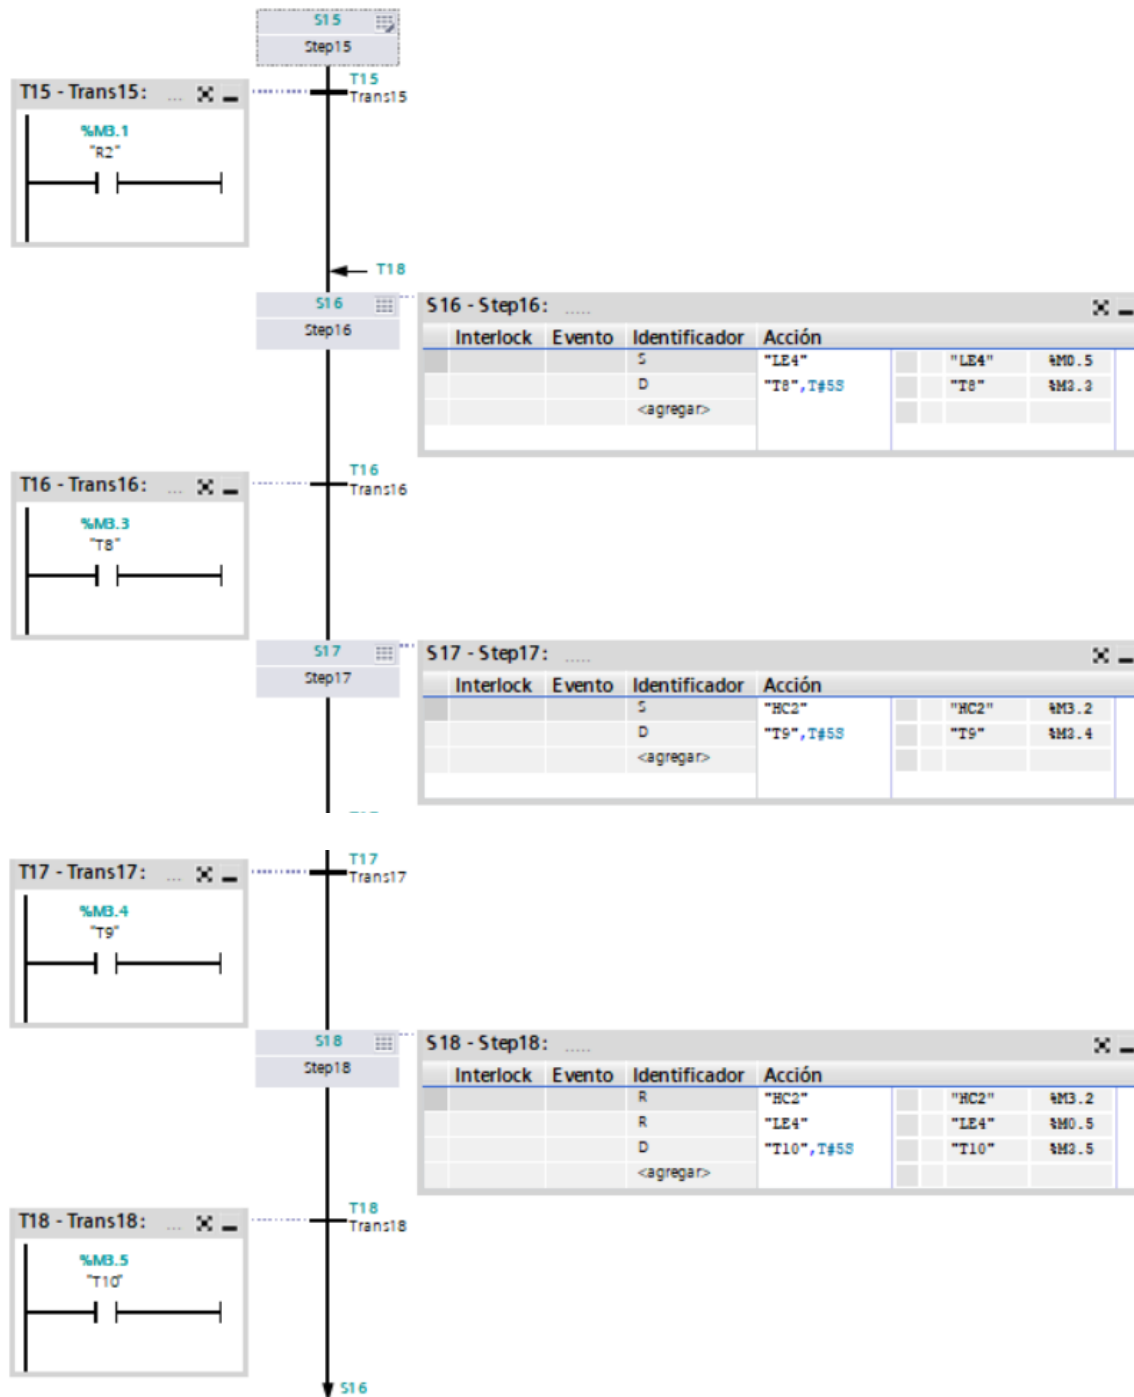 S15
Step15
T15 - Trans15: ...
T15
Trans15
%M3.1
"R2"
T18
S16
Step16
S16 - Step16: .....
Interlock Evento Identificador Acción
S "LE4" "LE4" %M0.5
D "T8",T#5S "T8" %M3.3
<agregar>
T16 - Trans16: ...
T16
Trans16
%M3.3
"T8"
S17
Step17
S17 - Step17: .....
Interlock Evento Identificador Acción
S "HC2" "HC2" %M3.2
D "T9",T#5S "T9" %M3.4
<agregar>
T17 - Trans17: ...
T17
Trans17
%M3.4
"T9"
S18
Step18
S18 - Step18: .....
Interlock Evento Identificador Acción
R "HC2" "HC2" %M3.2
R "LE4" "LE4" %M0.5
D "T10",T#5S "T10" %M3.5
<agregar>
T18 - Trans18: ...
T18
Trans18
%M3.5
"T10"
S16